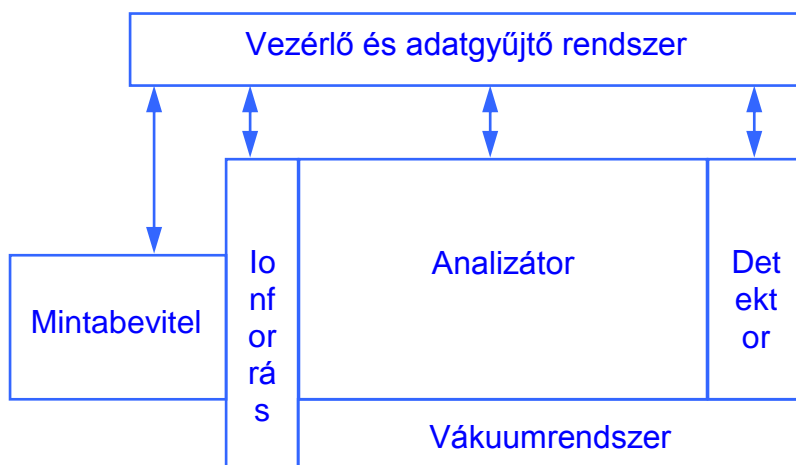 Vezérlő és adatgyűjtő rendszer
Mintabevitel
Io
nf
or
rá
s
Analizátor
Det
ekt
or
Vákuumrendszer